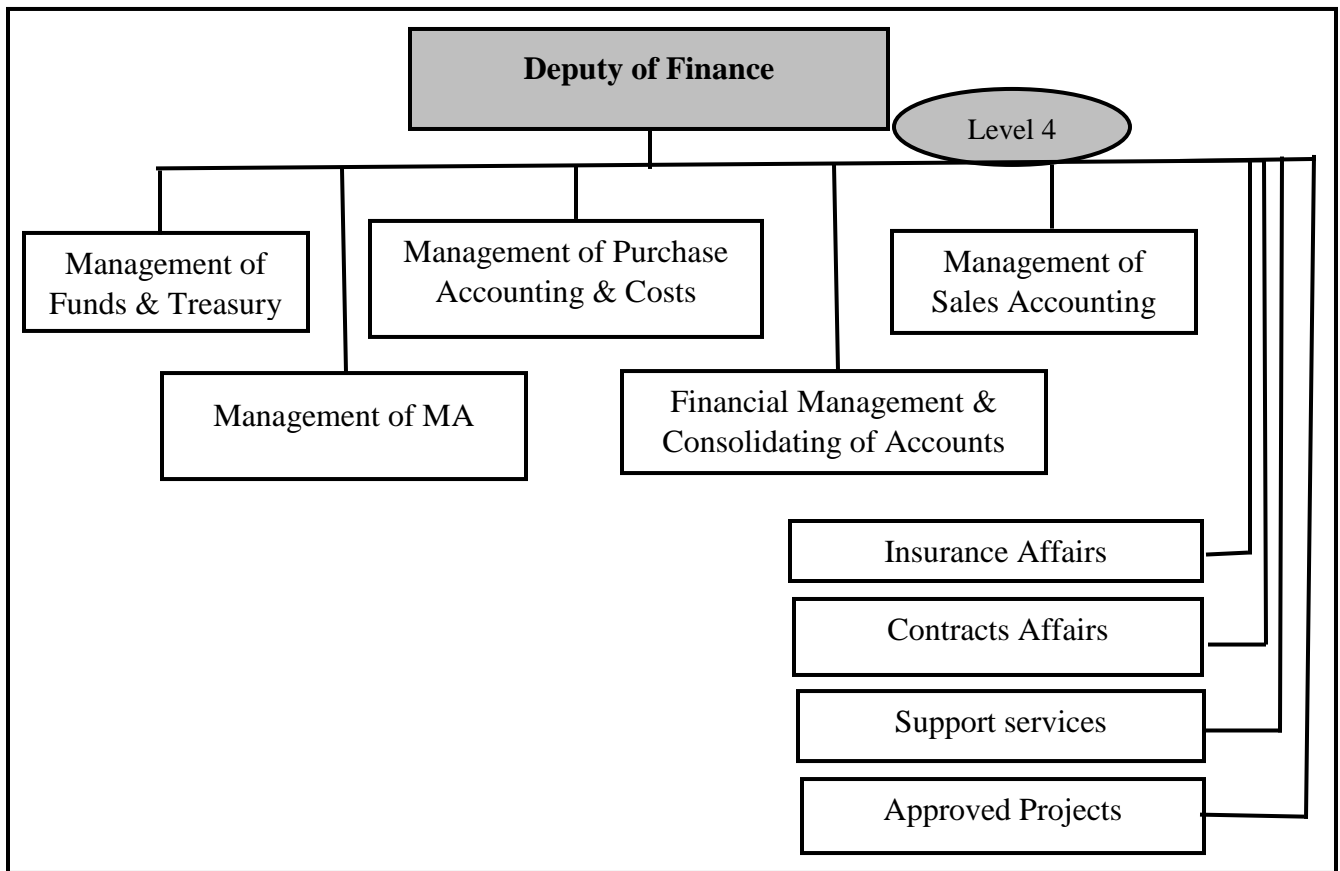 Deputy of Finance
Level 4
Management of
Funds & Treasury
Management of Purchase
Accounting & Costs
Management of
Sales Accounting
Management of MA
Financial Management &
Consolidating of Accounts
Insurance Affairs
Contracts Affairs
Support services
Approved Projects